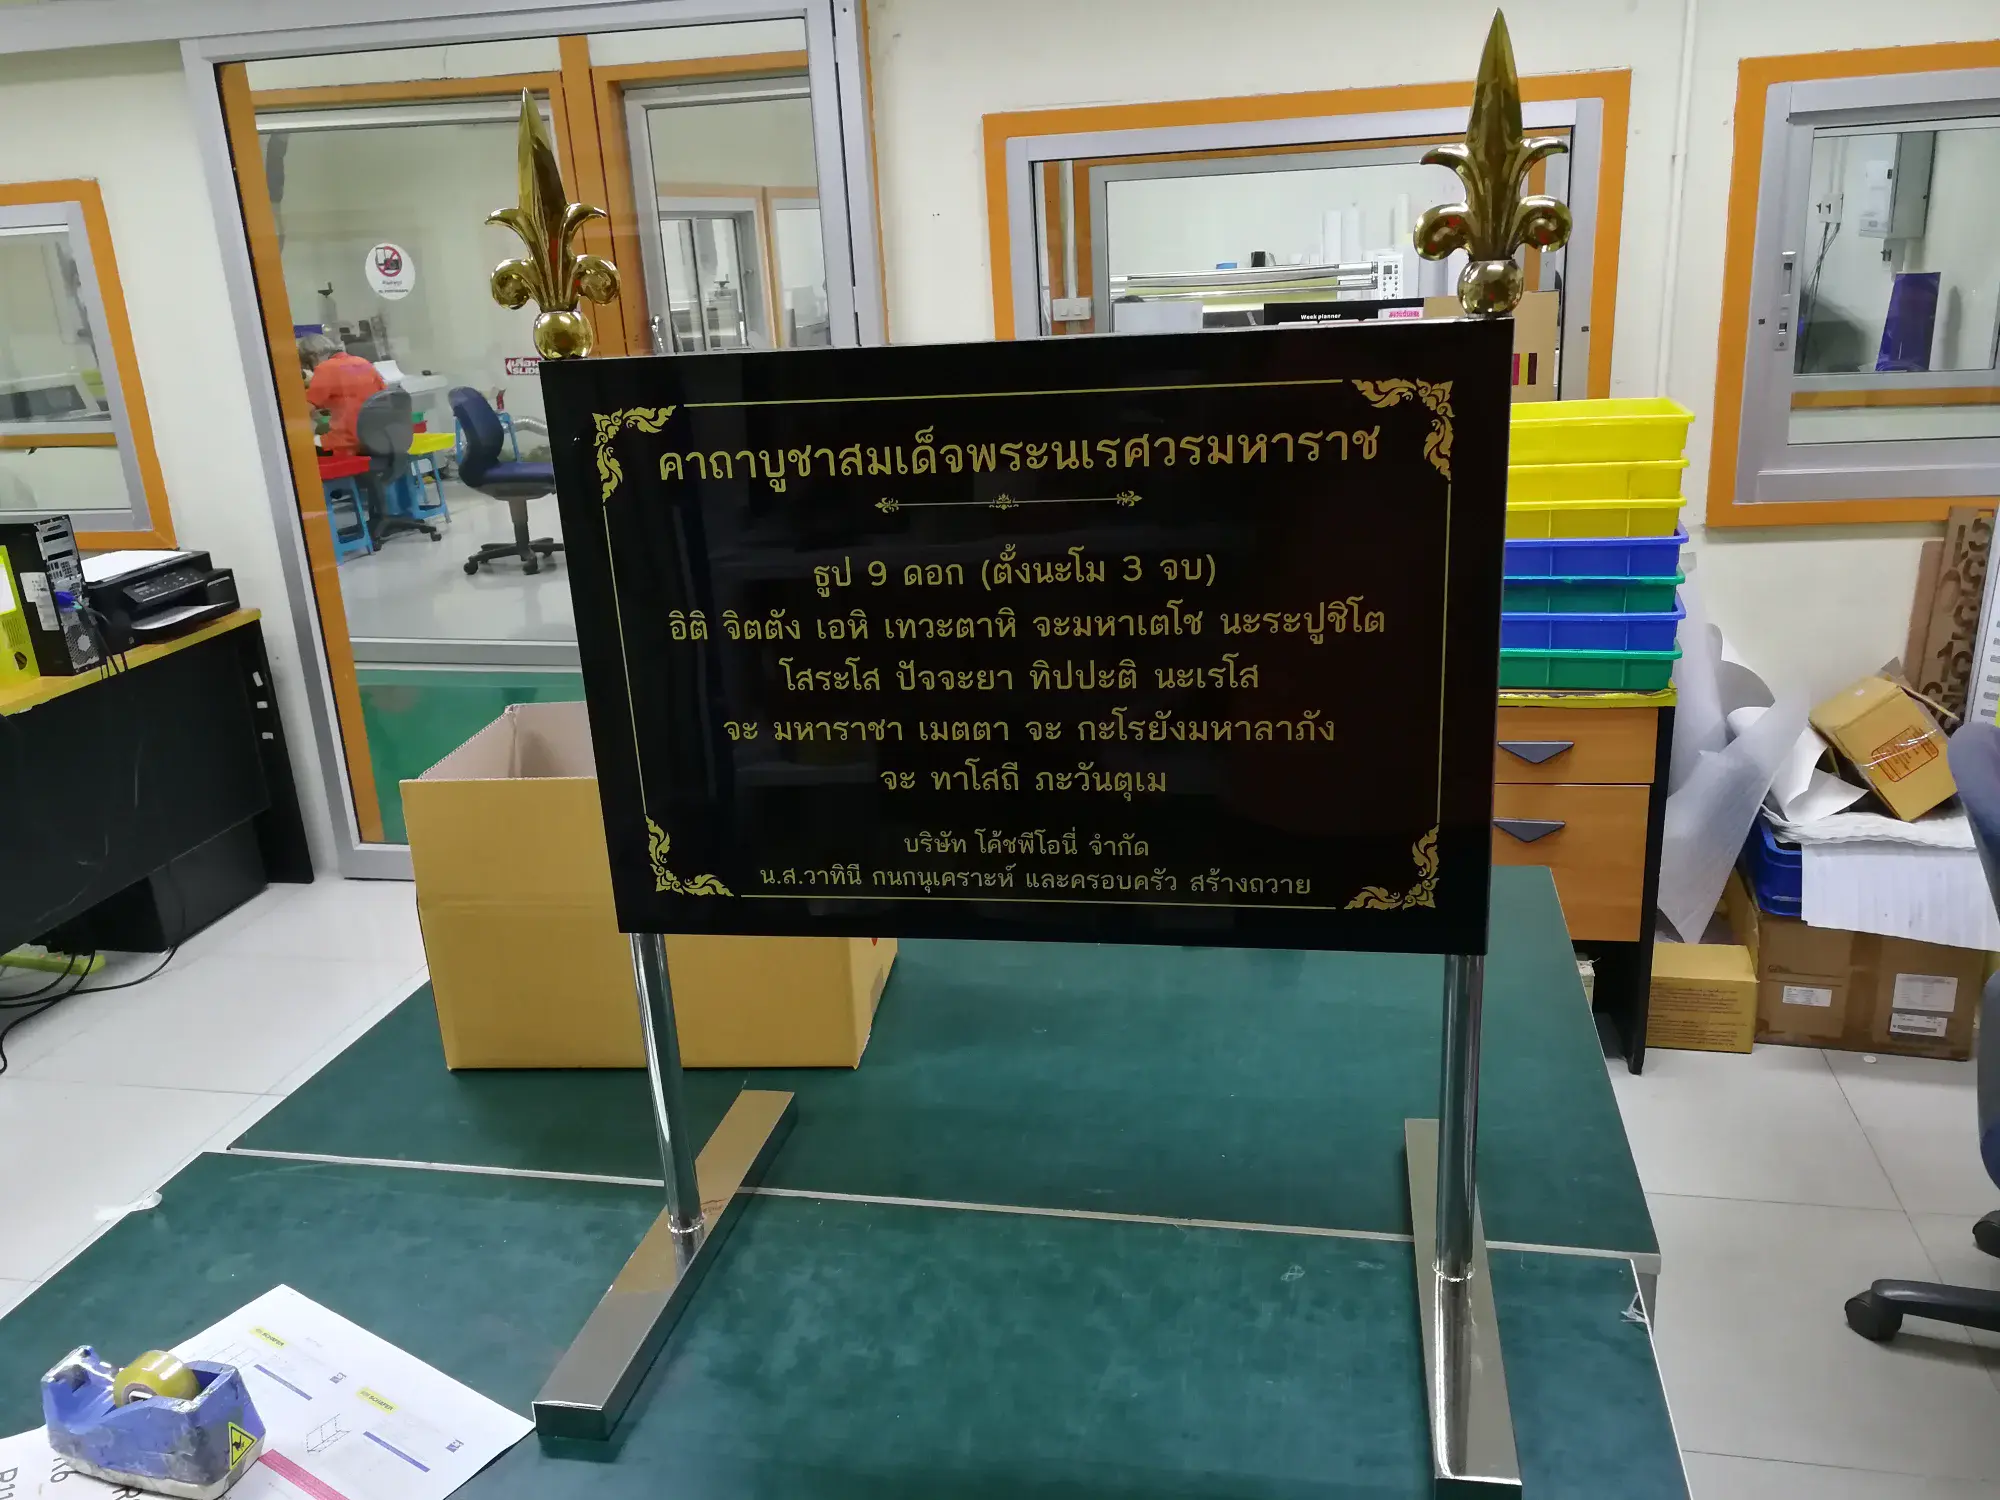 คาถาบูชาสมเด็จพระนเรศวรมหาราช
ธูป 9 ดอก (ตั้งนะโม 3 จบ)
อิติ จิตตัง เอหิ เทวะตาหิ จะมหาเตโช นะระปูชิโต
โสระโส ปัจจะยา ทิปปะติ นะเรโส
จะ มหาราชา เมตตา จะ กะโรยังมหาลาภัง
จะ ทาโสถี ภะวันตุเม
บริษัท โค้ชพีโอนี่ จำกัด
น.ส.วาทินี กนกนุเคราะห์ และครอบครัว สร้างถวาย
Week planner
11